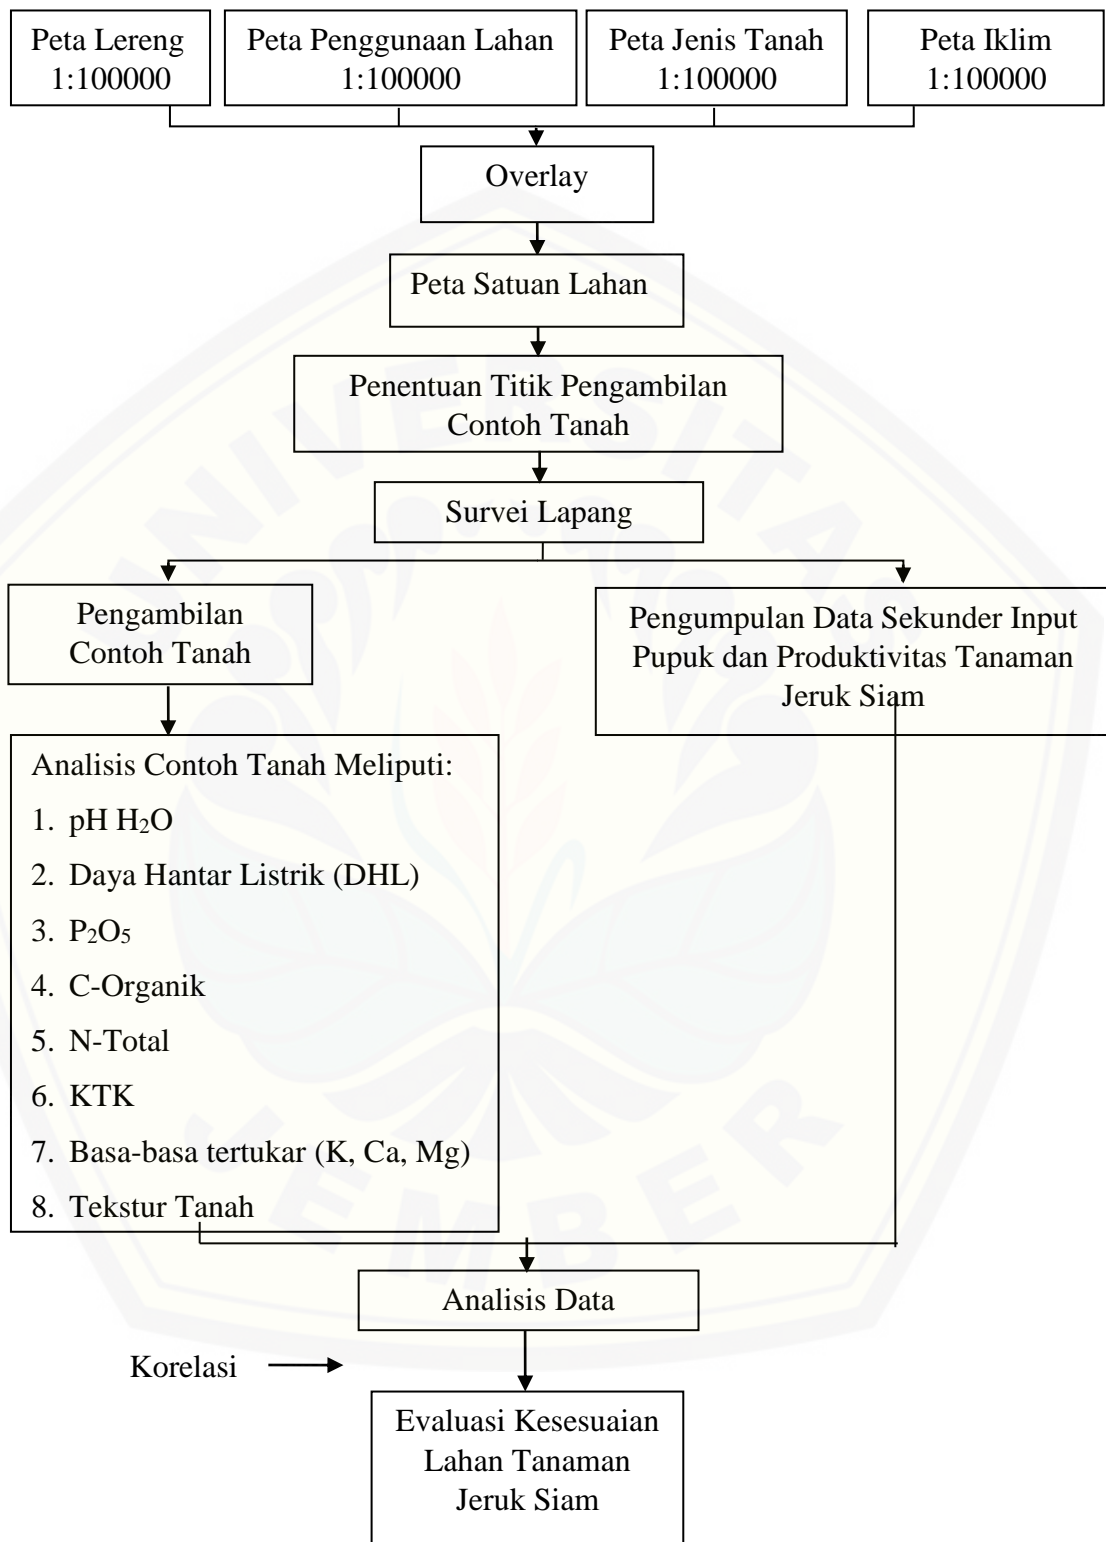 Peta Lereng
1:100000
Peta Penggunaan Lahan
1:100000
Peta Jenis Tanah
1:100000
Peta Iklim
1:100000
Overlay
Peta Satuan Lahan
Penentuan Titik Pengambilan
Contoh Tanah
Survei Lapang
Pengambilan
Contoh Tanah
Pengumpulan Data Sekunder Input
Pupuk dan Produktivitas Tanaman
Jeruk Siam
Analisis Contoh Tanah Meliputi:
1. pH H₂O
2. Daya Hantar Listrik (DHL)
3. P₂O₅
4. C-Organik
5. N-Total
6. KTK
7. Basa-basa tertukar (K, Ca, Mg)
8. Tekstur Tanah
Analisis Data
Korelasi
Evaluasi Kesesuaian
Lahan Tanaman
Jeruk Siam
UNIVERSITAS
JEMBER